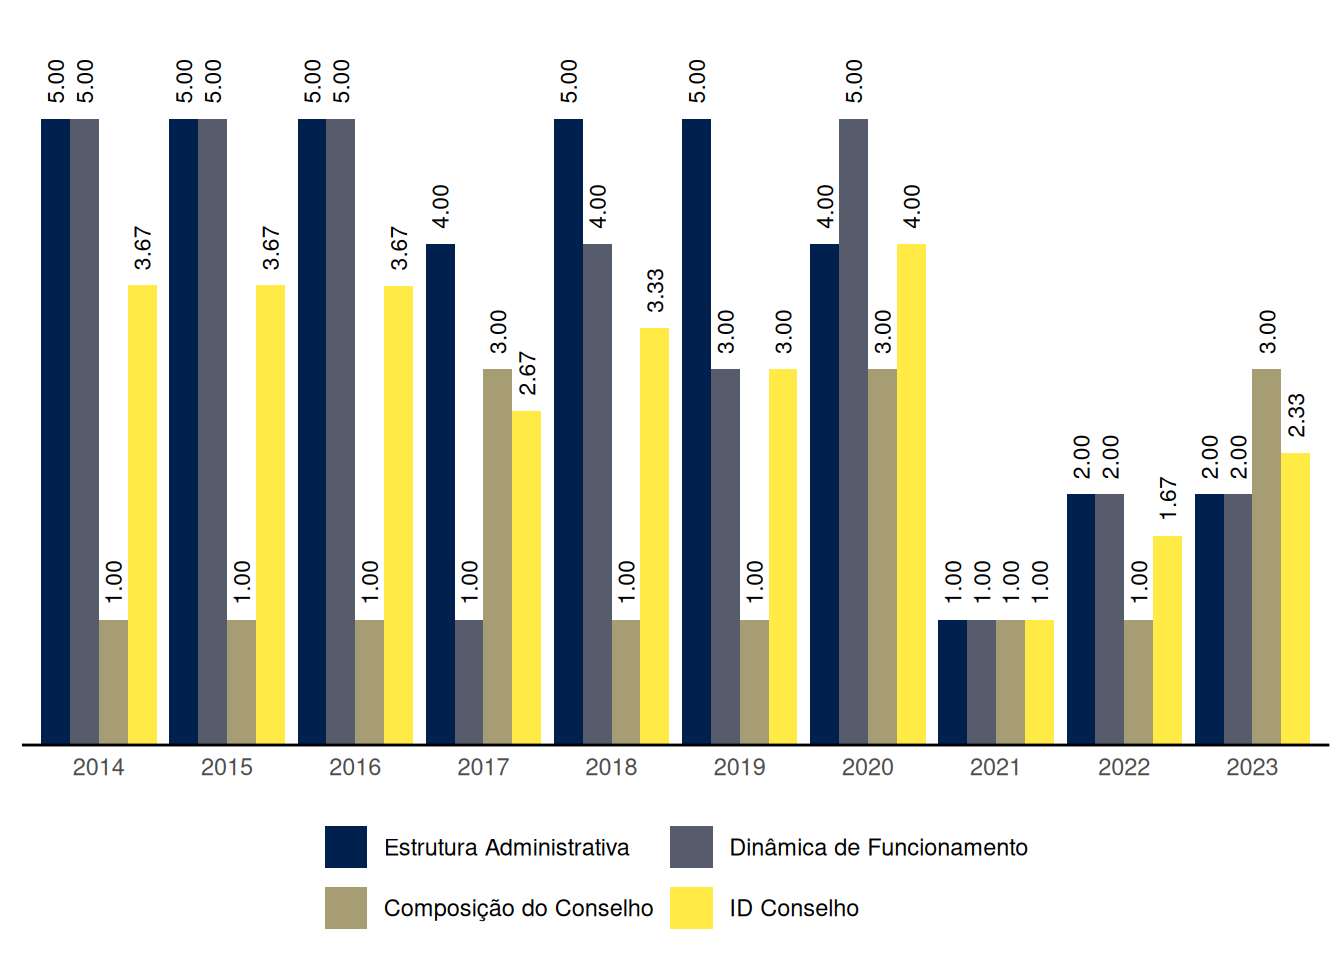 5.00 5.00 1.00 3.67 5.00 5.00 1.00 3.67 5.00 5.00 1.00 3.67 4.00 1.00 3.00 2.67 5.00 4.00 1.00 3.33 5.00 3.00 1.00 3.00 4.00 5.00 3.00 4.00 1.00 1.00 1.00 1.00 2.00 2.00 1.00 1.67 2.00 2.00 3.00 2.33
2014 2015 2016 2017 2018 2019 2020 2021 2022 2023
Estrutura Administrativa Dinâmica de Funcionamento
Composição do Conselho ID Conselho